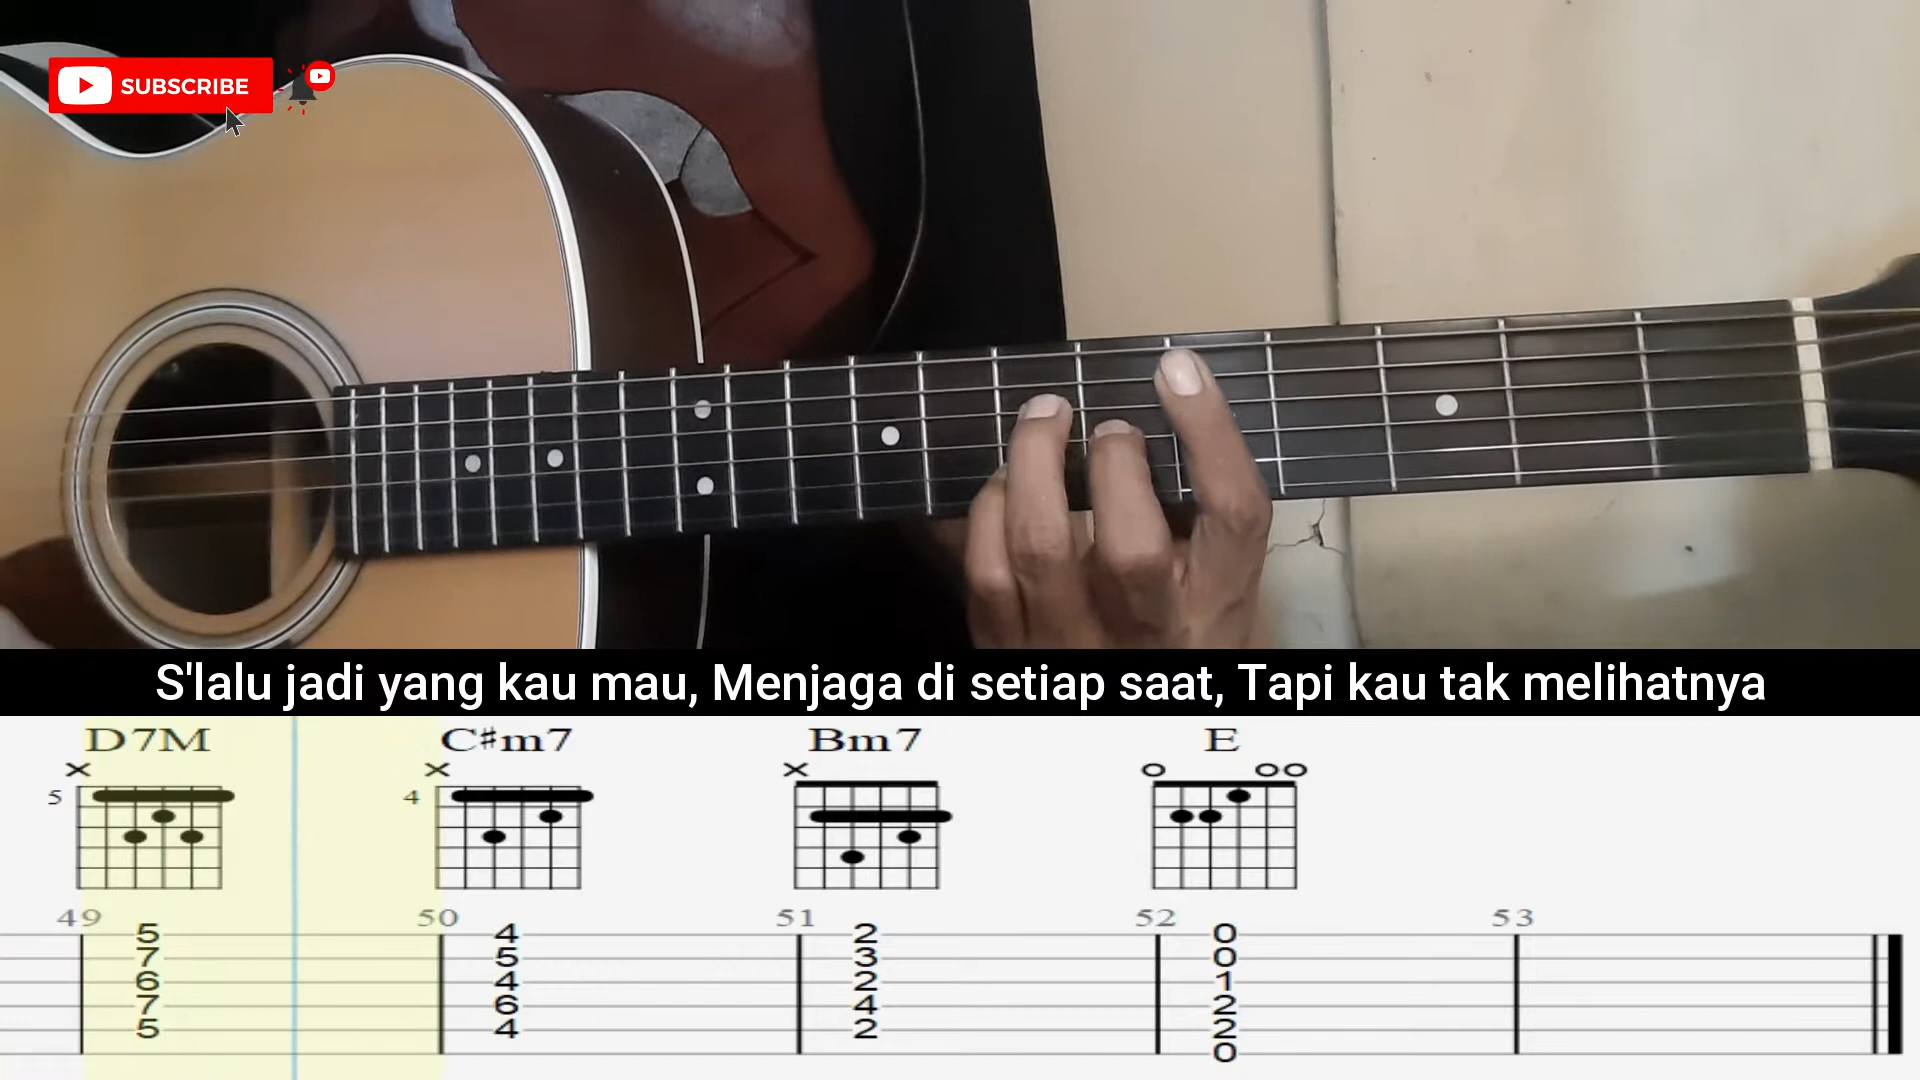 SUBSCRIBE
S'lalu jadi yang kau mau, Menjaga di setiap saat, Tapi kau tak melihatnya
D7M C#m7 Bm7 E
× × × o o o
5 4
49 50 51 52 53
5 4 2 0
7 5 3 0
6 4 2 1
7 6 4 2
5 4 2 2
0